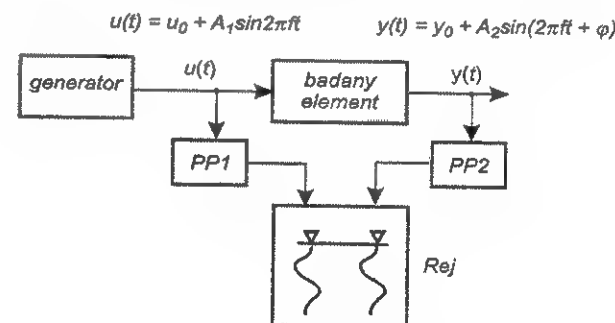 u(t) = u₀ + A₁sin2πft
y(t) = y₀ + A₂sin(2πft + φ)
generator
u(t)
badany
element
y(t)
PP1
PP2
Rej